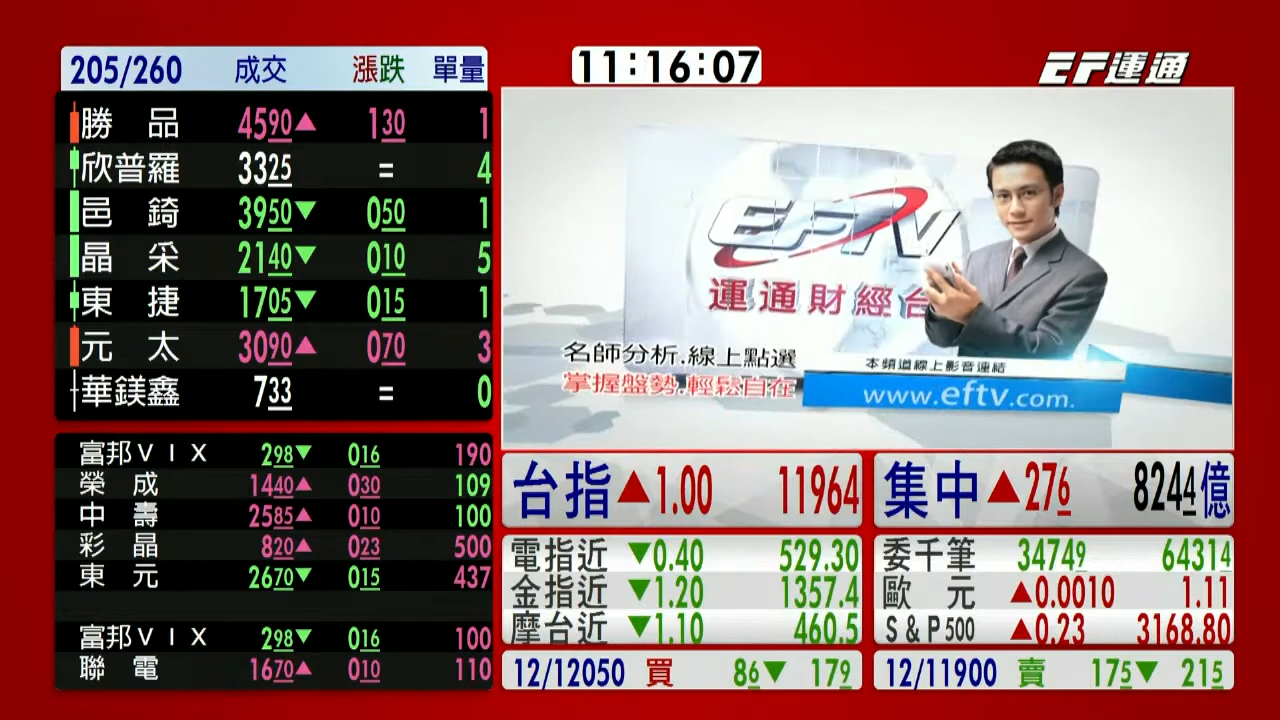 205/260 成交 漲跌 單量
勝品 4590▲ 130 1
欣普羅 3325 = 4
邑錡 3950▼ 050 1
晶采 2140▼ 010 5
東捷 1705▼ 015 1
元太 3090▲ 070 3
華鎂鑫 733 = 0
富邦VIX 298▼ 016 190
榮成 1440▲ 030 109
中壽 2585▲ 010 100
彩晶 820▲ 023 500
東元 2670▼ 015 437
富邦VIX 298▼ 016 100
聯電 1670▲ 010 110
11:16:07
EF運通
EFTV
運通財經台
名師分析.線上點選
掌握盤勢.輕鬆自在
本頻道線上影音連結
www.eftv.com.
台指▲1.00 11964
集中▲276 8244億
電指近 ▼0.40 529.30
金指近 ▼1.20 1357.4
摩台近 ▼1.10 460.5
委千筆 34749 64314
歐元 ▲0.0010 1.11
S&P500 ▲0.23 3168.80
12/12050 買 86▼ 179
12/11900 賣 175▼ 215